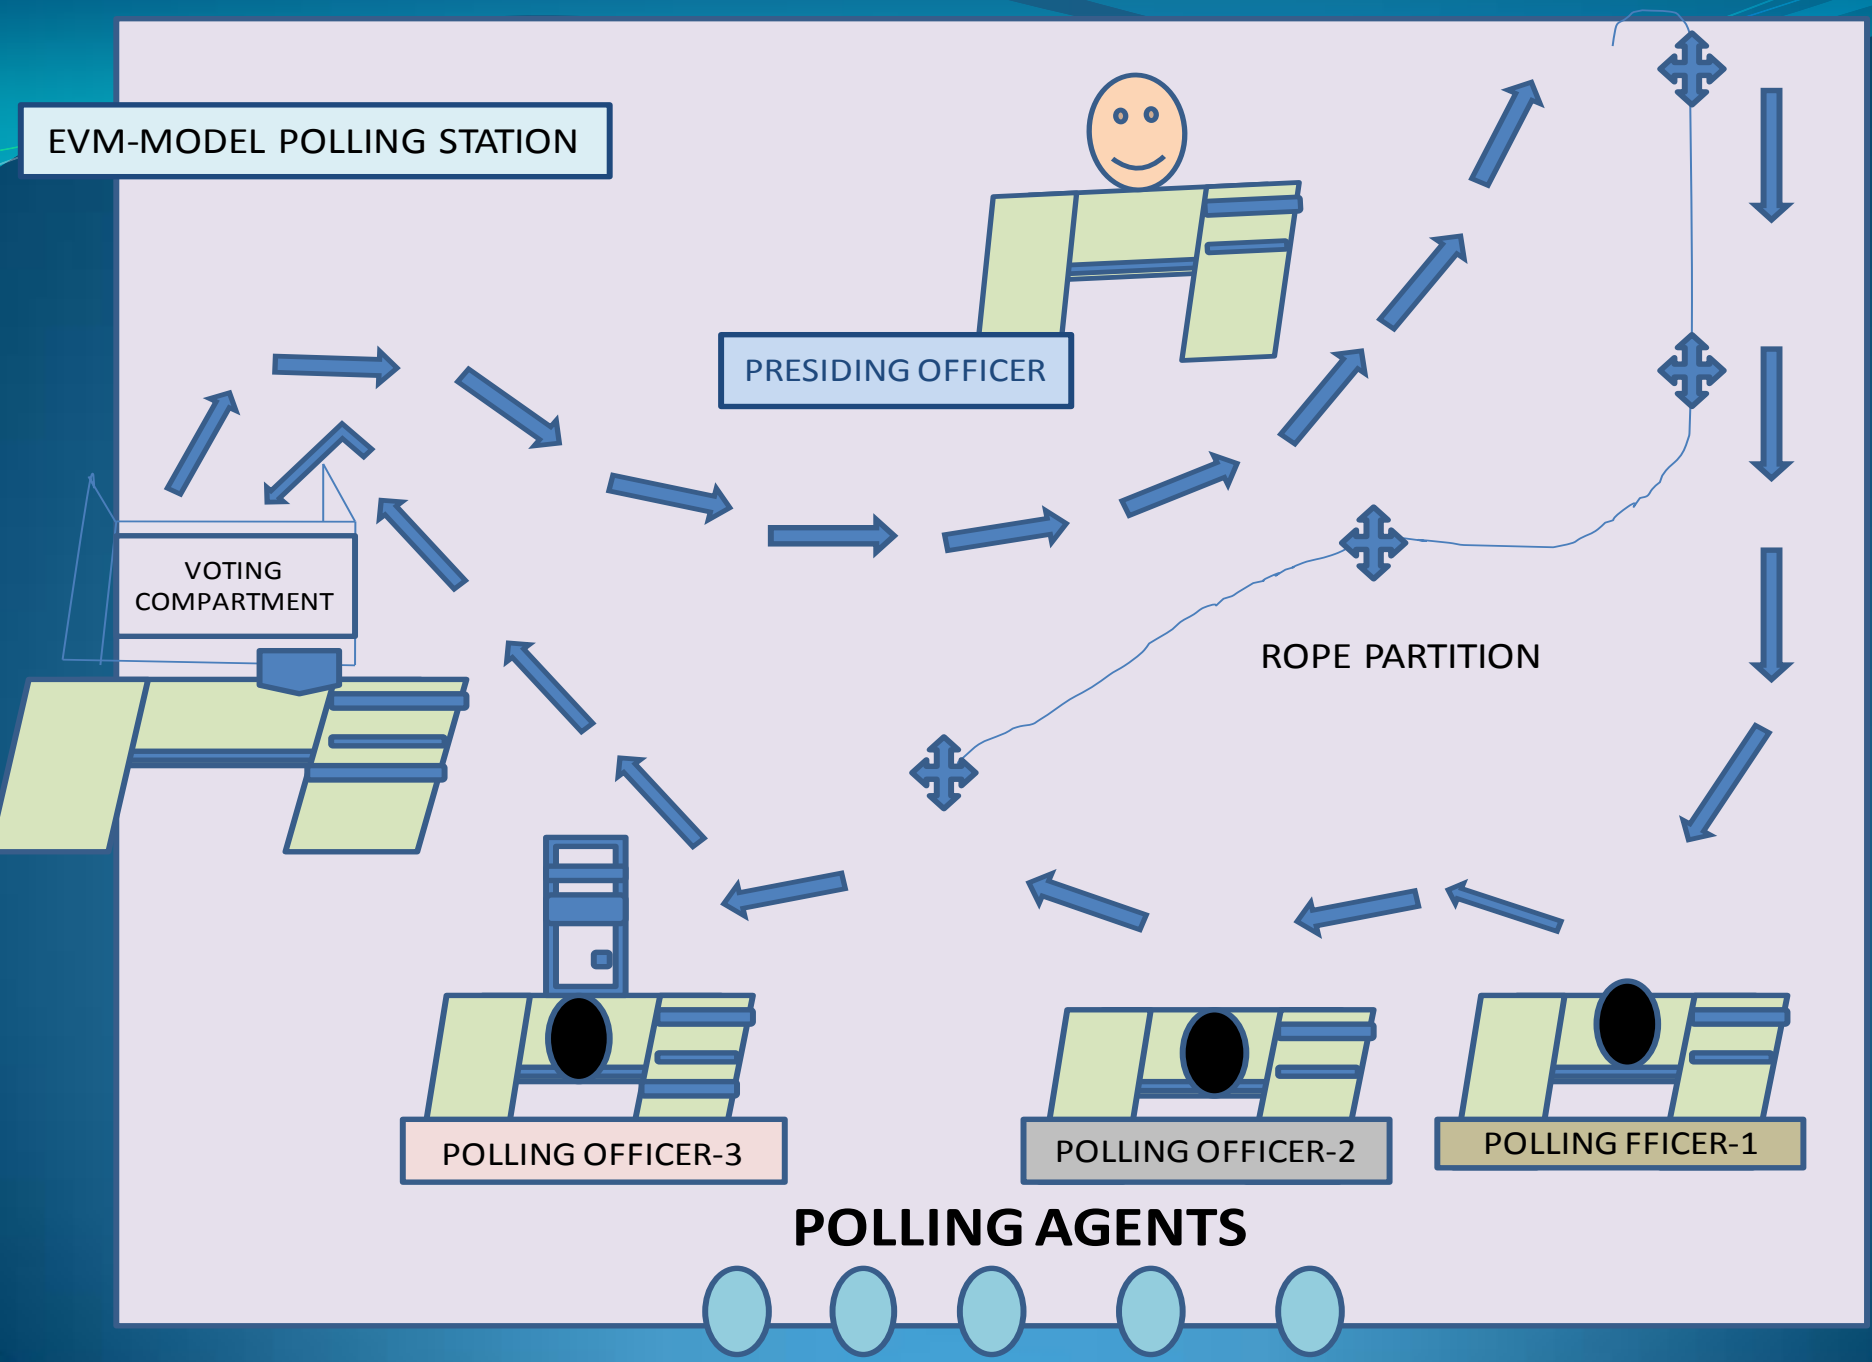 EVM-MODEL POLLING STATION
PRESIDING OFFICER
VOTING
COMPARTMENT
ROPE PARTITION
POLLING OFFICER-3
POLLING OFFICER-2
POLLING FFICER-1
POLLING AGENTS